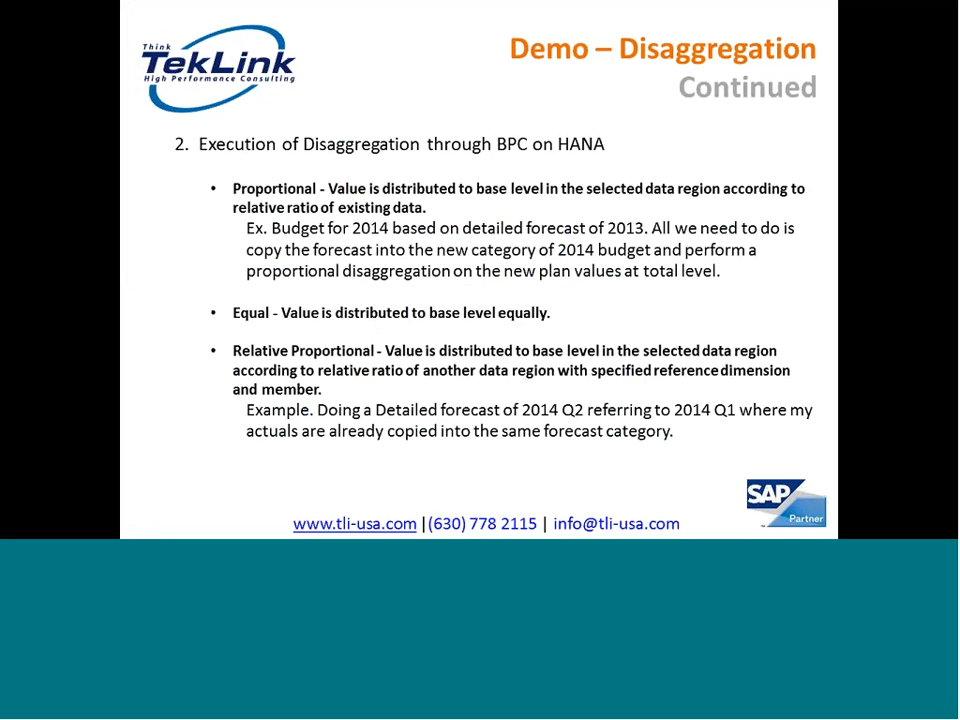 Think
TekLink
High Performance Consulting
Demo – Disaggregation
Continued
2. Execution of Disaggregation through BPC on HANA
• Proportional - Value is distributed to base level in the selected data region according to
relative ratio of existing data.
Ex. Budget for 2014 based on detailed forecast of 2013. All we need to do is
copy the forecast into the new category of 2014 budget and perform a
proportional disaggregation on the new plan values at total level.
• Equal - Value is distributed to base level equally.
• Relative Proportional - Value is distributed to base level in the selected data region
according to relative ratio of another data region with specified reference dimension
and member.
Example. Doing a Detailed forecast of 2014 Q2 referring to 2014 Q1 where my
actuals are already copied into the same forecast category.
SAP
Partner
www.tli-usa.com |(630) 778 2115 | info@tli-usa.com